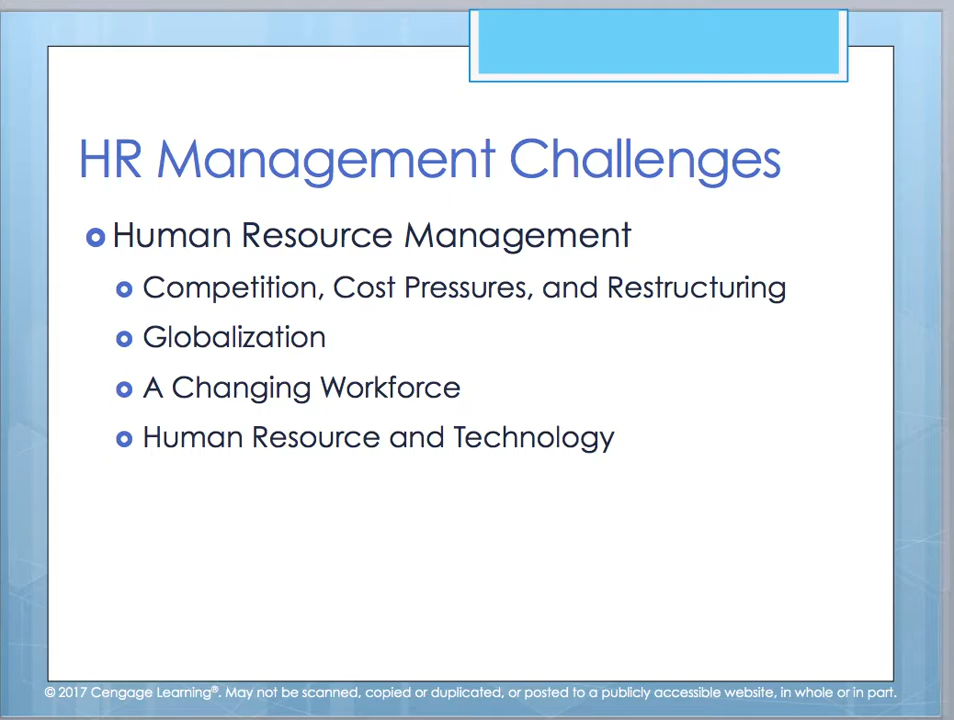 HR Management Challenges
Human Resource Management
Competition, Cost Pressures, and Restructuring
Globalization
A Changing Workforce
Human Resource and Technology
© 2017 Cengage Learning®. May not be scanned, copied or duplicated, or posted to a publicly accessible website, in whole or in part.